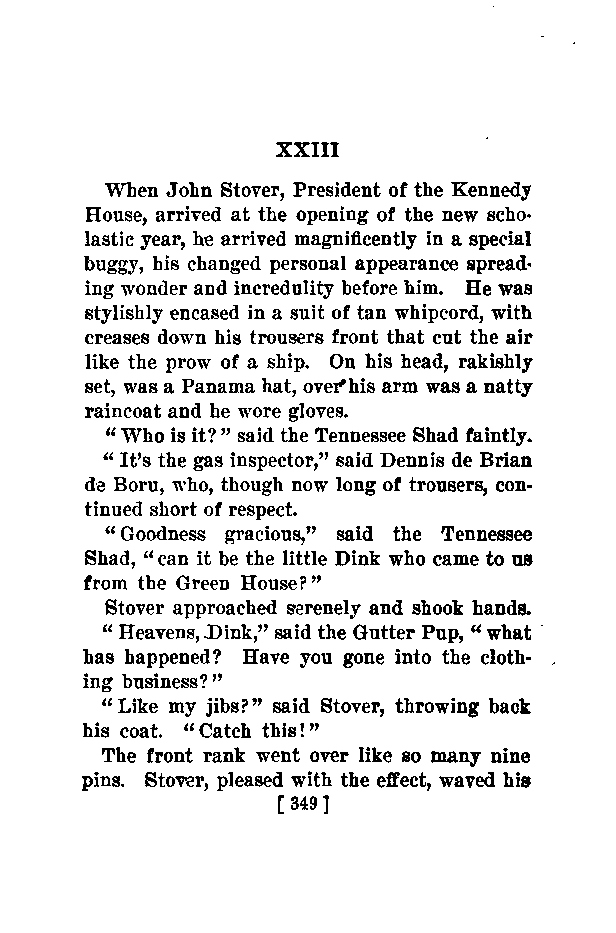 XXIII
When John Stover, President of the Kennedy
House, arrived at the opening of the new scho-
lastic year, he arrived magnificently in a special
buggy, his changed personal appearance spread-
ing wonder and incredulity before him. He was
stylishly encased in a suit of tan whipcord, with
creases down his trousers front that cut the air
like the prow of a ship. On his head, rakishly
set, was a Panama hat, over his arm was a natty
raincoat and he wore gloves.
“Who is it?” said the Tennessee Shad faintly.
“It’s the gas inspector,” said Dennis de Brian
de Boru, who, though now long of trousers, con-
tinued short of respect.
“Goodness gracious,” said the Tennessee
Shad, “can it be the little Dink who came to us
from the Green House?”
Stover approached serenely and shook hands.
“Heavens, Dink,” said the Gutter Pup, “what
has happened? Have you gone into the cloth-
ing business?”
“Like my jibs?” said Stover, throwing back
his coat. “Catch this!”
The front rank went over like so many nine
pins. Stover, pleased with the effect, waved his
[349]